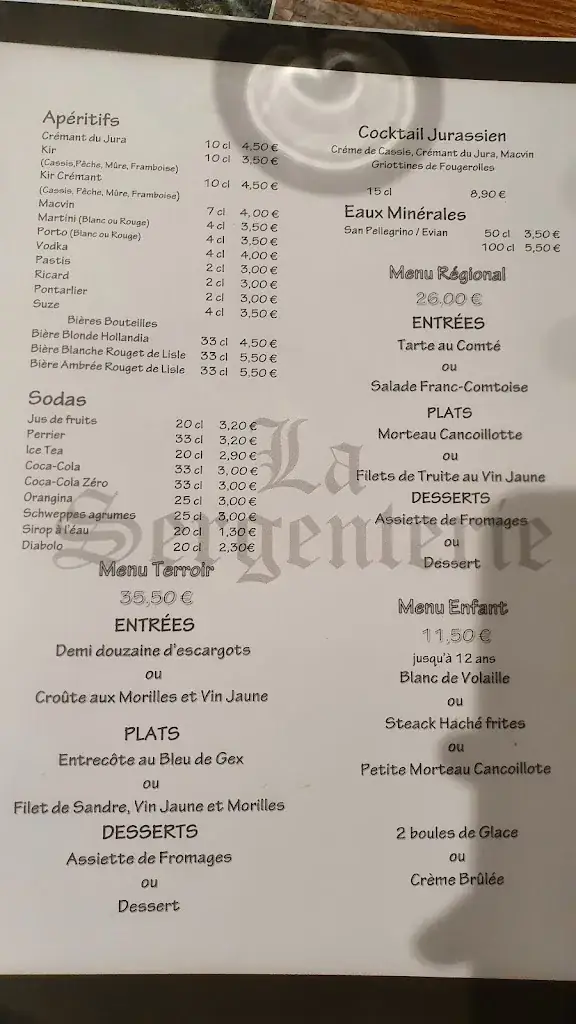 Apéritifs
Crémant du Jura 10 cl 4,50 €
Kir 10 cl 3,50 €
(Cassis,Pêche, Mûre, Framboise)
Kir Crémant 10 cl 4,50 €
(Cassis, Pêche, Mûre, Framboise)
Macvin 7 cl 4,00 €
Martini (Blanc ou Rouge) 4 cl 3,50 €
Porto (Blanc ou Rouge) 4 cl 3,50 €
Vodka 4 cl 4,00 €
Pastis 2 cl 3,00 €
Ricard 2 cl 3,00 €
Pontarlier 2 cl 3,00 €
Suze 4 cl 3,50 €
Bières Bouteilles
Bière Blonde Hollandia 33 cl 4,50 €
Bière Blanche Rouget de Lisle 33 cl 5,50 €
Bière Ambrée Rouget de Lisle 33 cl 5,50 €
Sodas
Jus de fruits 20 cl 3,20 €
Perrier 33 cl 3,20 €
Ice Tea 20 cl 2,90 €
Coca-Cola 33 cl 3,00 €
Coca-Cola Zéro 33 cl 3,00 €
Orangina 25 cl 3,00 €
Schweppes agrumes 25 cl 3,00 €
Sirop à l'éau 20 cl 1,30 €
Diabolo 20 cl 2,30€
Menu Terroir
35,50 €
ENTRÉES
Demi douzaine d'escargots
ou
Croûte aux Morilles et Vin Jaune
PLATS
Entrecôte au Bleu de Gex
ou
Filet de Sandre, Vin Jaune et Morilles
DESSERTS
Assiette de Fromages
ou
Dessert
Cocktail Jurassien
Crème de Cassis, Crémant du Jura, Macvin
Griottines de Fougerolles
15 cl 8,90 €
Eaux Minérales
San Pellegrino / Evian 50 cl 3,50 €
100 cl 5,50 €
Menu Régional
26,00 €
ENTRÉES
Tarte au Comté
ou
Salade Franc-Comtoise
PLATS
Morteau Cancoillotte
ou
Filets de Truite au Vin Jaune
DESSERTS
Assiette de Fromages
ou
Dessert
Menu Enfant
11,50 €
jusqu'à 12 ans
Blanc de Volaille
ou
Steack Haché frites
ou
Petite Morteau Cancoillote
2 boules de Glace
ou
Crème Brûlée
La
Sergenterie